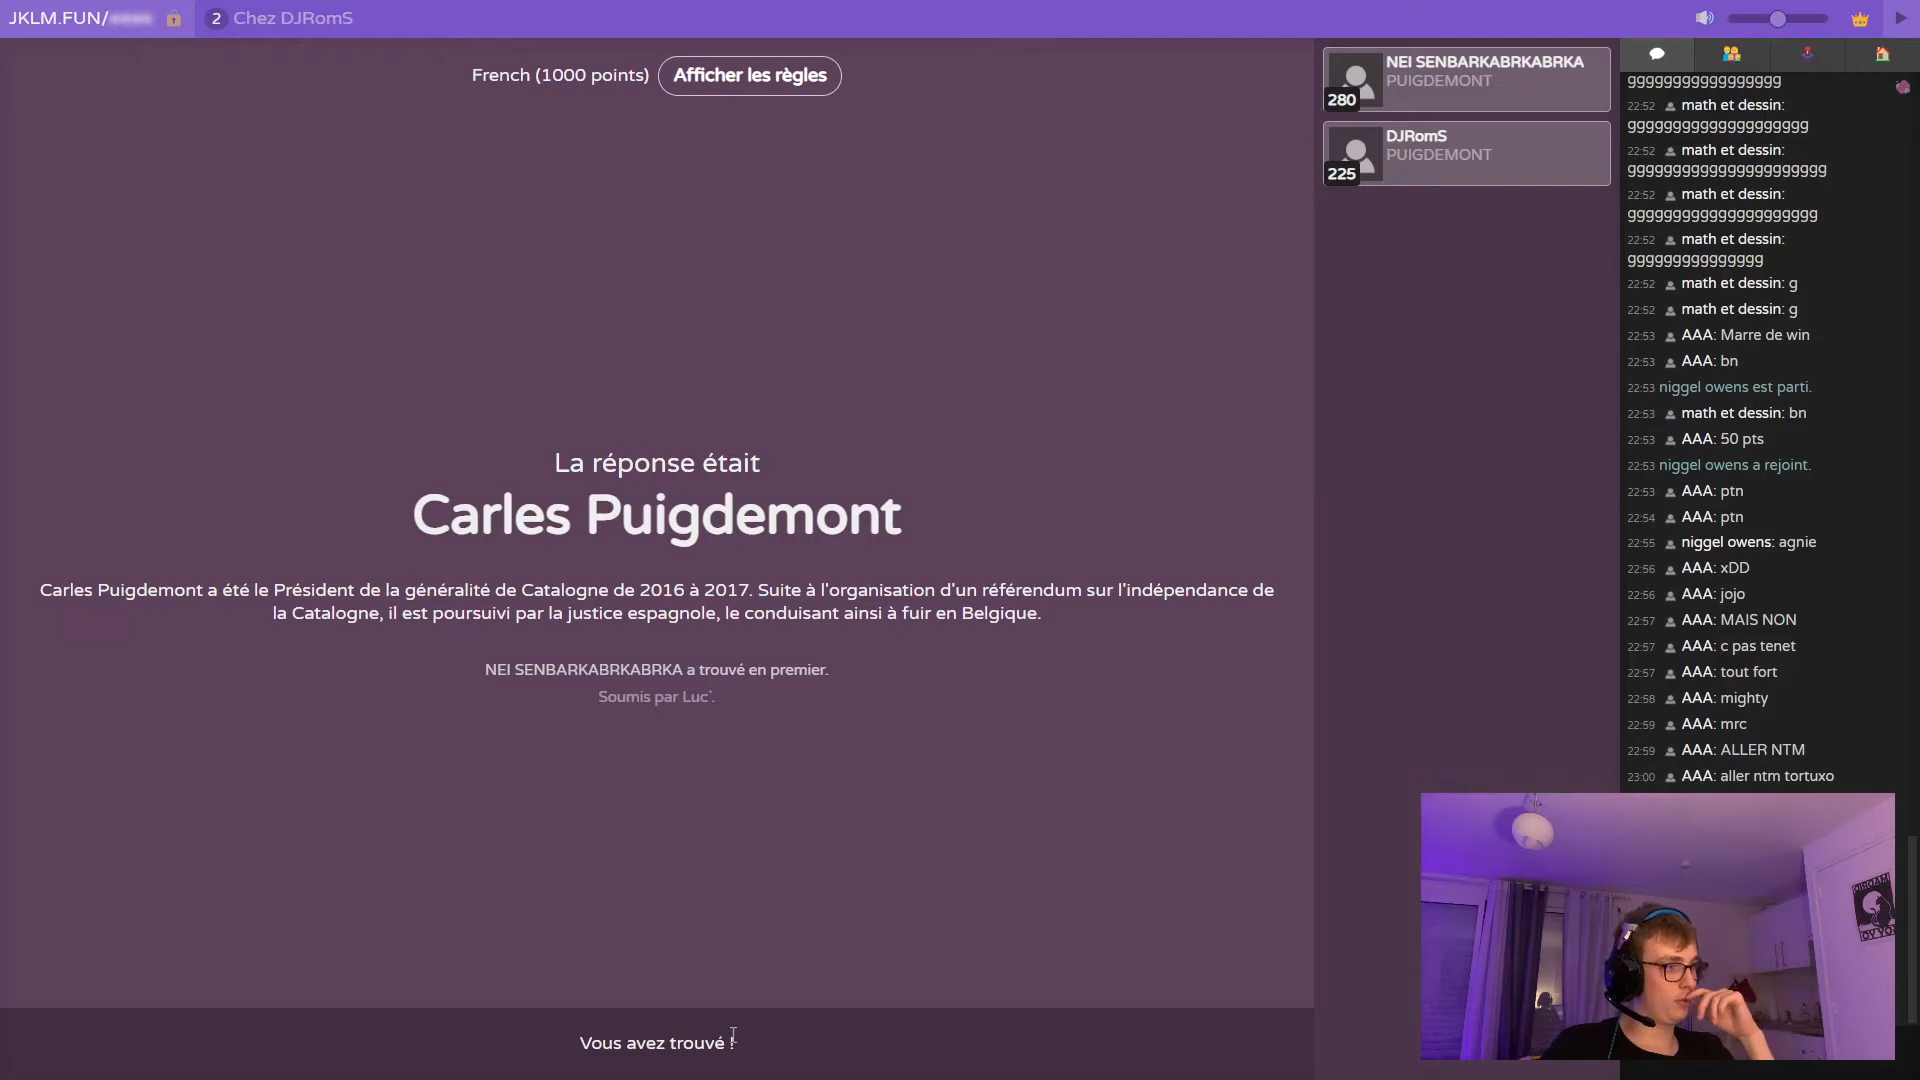 JKLM.FUN/
2 Chez DJRomS
French (1000 points) Afficher les règles
La réponse était
Carles Puigdemont
Carles Puigdemont a été le Président de la généralité de Catalogne de 2016 à 2017. Suite à l'organisation d'un référendum sur l'indépendance de
la Catalogne, il est poursuivi par la justice espagnole, le conduisant ainsi à fuir en Belgique.
NEI SENBARKABRKABRKA a trouvé en premier.
Soumis par Luc`.
Vous avez trouvé !
NEI SENBARKABRKABRKA
PUIGDEMONT
280
DJRomS
PUIGDEMONT
225
ggggggggggggggggg
22:52 math et dessin:
gggggggggggggggggggg
22:52 math et dessin:
gggggggggggggggggggggg
22:52 math et dessin:
ggggggggggggggggggggg
22:52 math et dessin:
ggggggggggggggg
22:52 math et dessin: g
22:52 math et dessin: g
22:53 AAA: Marre de win
22:53 AAA: bn
22:53 niggel owens est parti.
22:53 math et dessin: bn
22:53 AAA: 50 pts
22:53 niggel owens a rejoint.
22:53 AAA: ptn
22:54 AAA: ptn
22:55 niggel owens: agnie
22:56 AAA: xDD
22:56 AAA: jojo
22:57 AAA: MAIS NON
22:57 AAA: c pas tenet
22:57 AAA: tout fort
22:58 AAA: mighty
22:59 AAA: mrc
22:59 AAA: ALLER NTM
23:00 AAA: aller ntm tortuxo